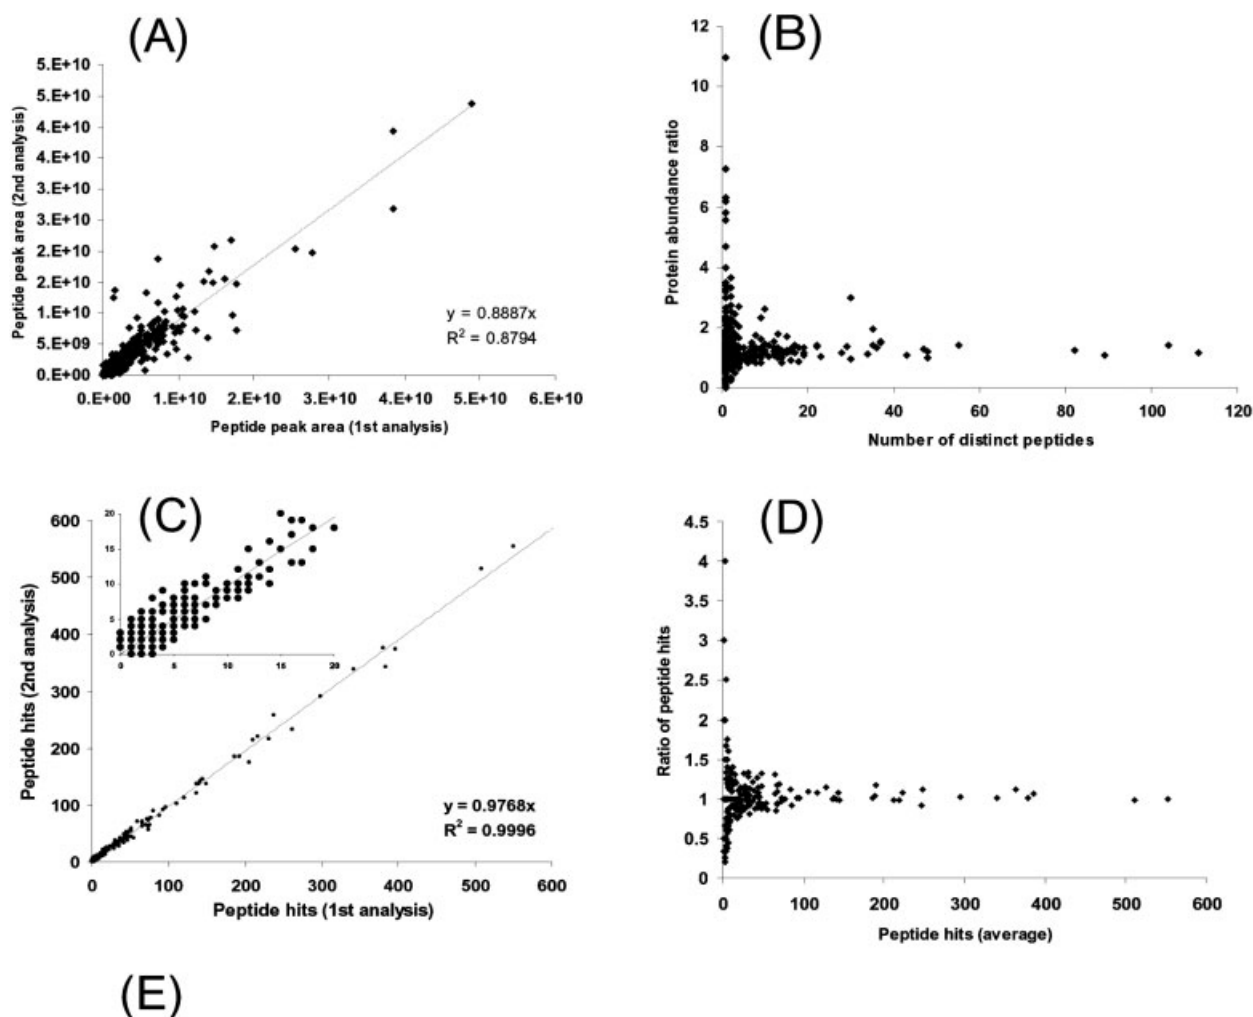 (A)
5.E+10
5.E+10
4.E+10
4.E+10
3.E+10
3.E+10
2.E+10
2.E+10
1.E+10
1.E+10
5.E+09
0.E+00
0.E+00 1.E+10 2.E+10 3.E+10 4.E+10 5.E+10 6.E+10
Peptide peak area (2nd analysis)
Peptide peak area (1st analysis)
y = 0.8887x
R² = 0.8794
(B)
12
10
8
6
4
2
0
0 20 40 60 80 100 120
Protein abundance ratio
Number of distinct peptides
(C)
600
500
400
300
200
100
0
0 100 200 300 400 500 600
Peptide hits (2nd analysis)
Peptide hits (1st analysis)
20
15
10
5
0
0 5 10 15 20
y = 0.9768x
R² = 0.9996
(D)
4.5
4
3.5
3
2.5
2
1.5
1
0.5
0
0 100 200 300 400 500 600
Ratio of peptide hits
Peptide hits (average)
(E)